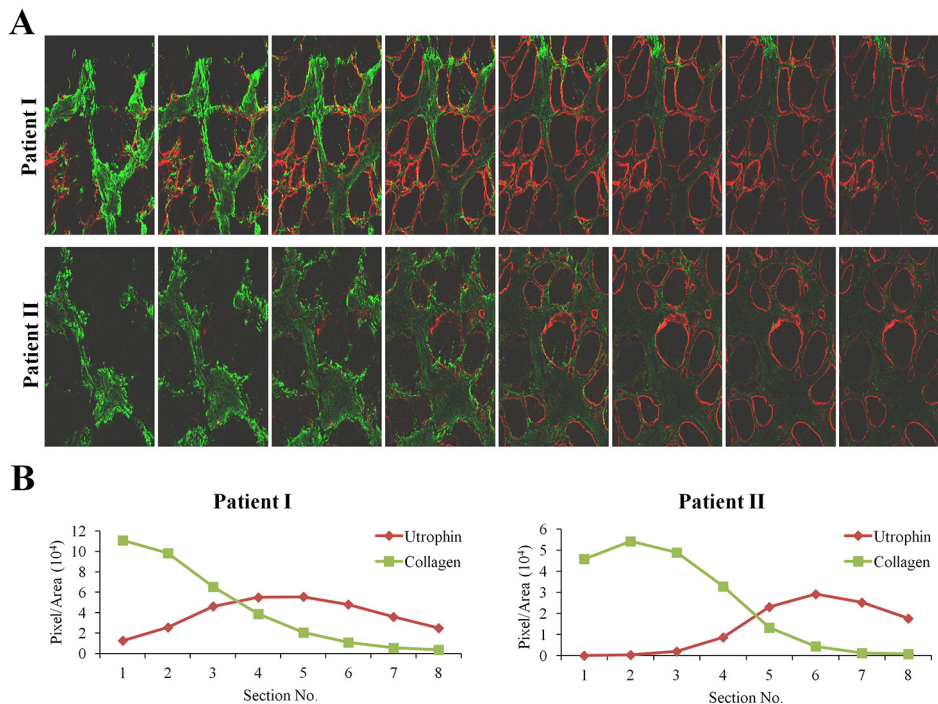 A
Patient I
Patient II
B
Patient I
Pixel/Area (10⁴)
12
10
8
6
4
2
0
Utrophin
Collagen
1 2 3 4 5 6 7 8
Section No.
Patient II
Pixel/Area (10⁴)
6
5
4
3
2
1
0
Utrophin
Collagen
1 2 3 4 5 6 7 8
Section No.